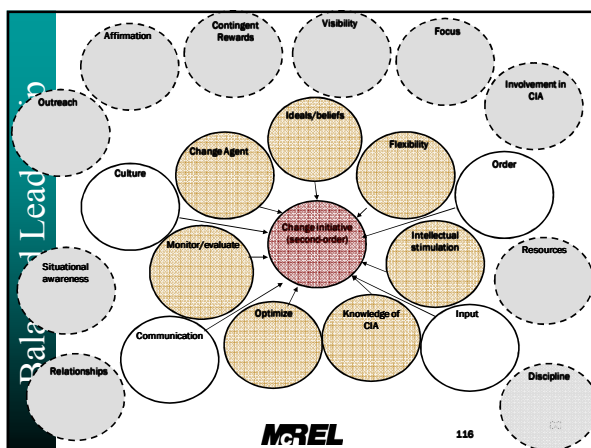 Affirmation
Contingent
Rewards
Visibility
Focus
Involvement in
CIA
Outreach
Ideals/beliefs
Change Agent
Flexibility
Culture
Order
Change initiative
(second-order)
Monitor/evaluate
Intellectual
stimulation
Situational
awareness
Resources
Communication
Optimize
Knowledge of
CIA
Input
Relationships
Discipline
McREL
116